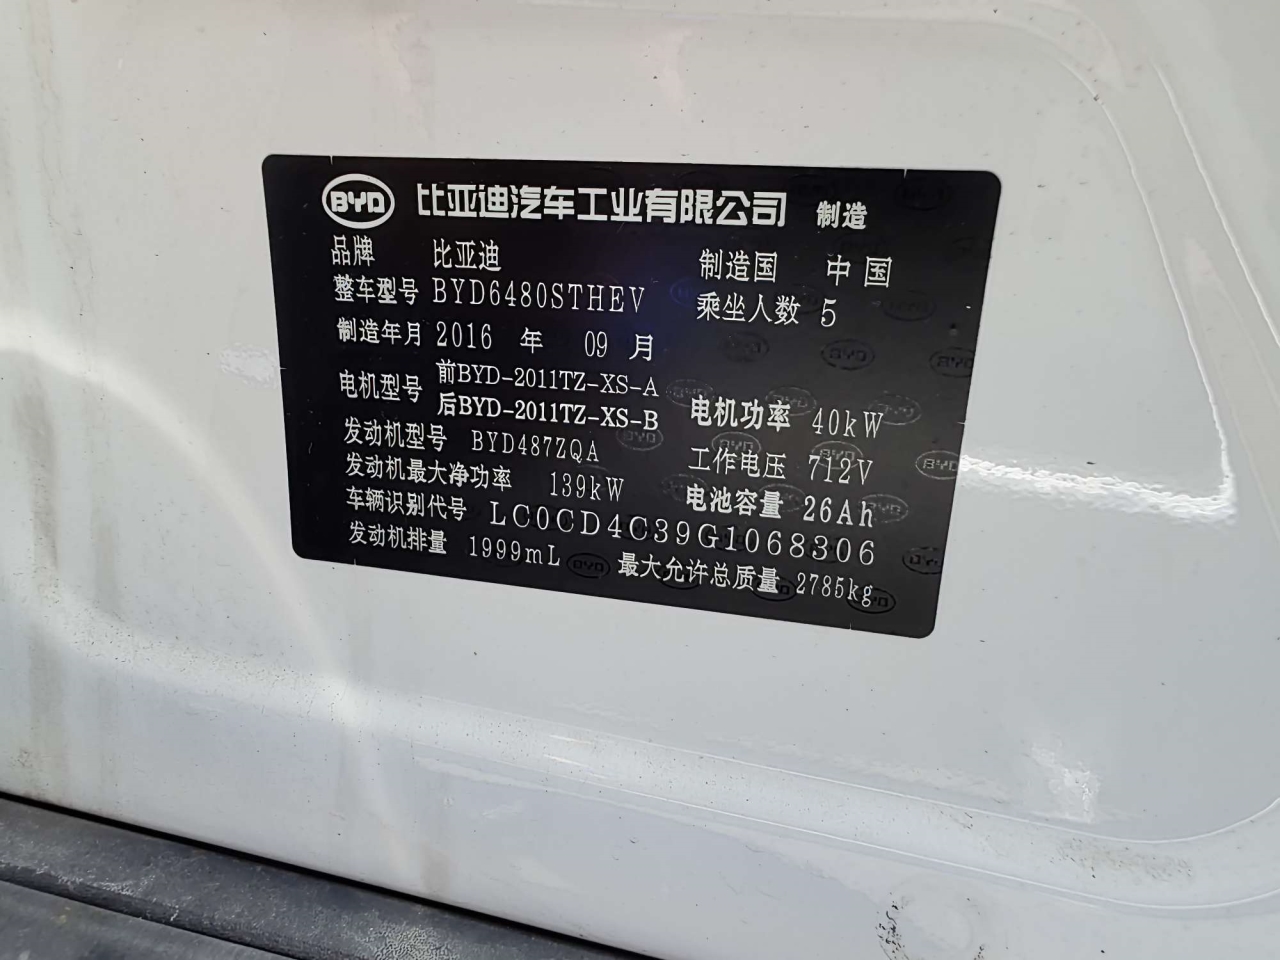 BYD 比亚迪汽车工业有限公司 制造
品牌 比亚迪 制造国 中国
整车型号 BYD6480STHEV 乘坐人数 5
制造年月 2016 年 09 月
电机型号 前BYD-2011TZ-XS-A
后BYD-2011TZ-XS-B 电机功率 40kW
发动机型号 BYD487ZQA 工作电压 712V
发动机最大净功率 139kW 电池容量 26Ah
车辆识别代号 LC0CD4C39G1068306
发动机排量 1999mL 最大允许总质量 2785kg